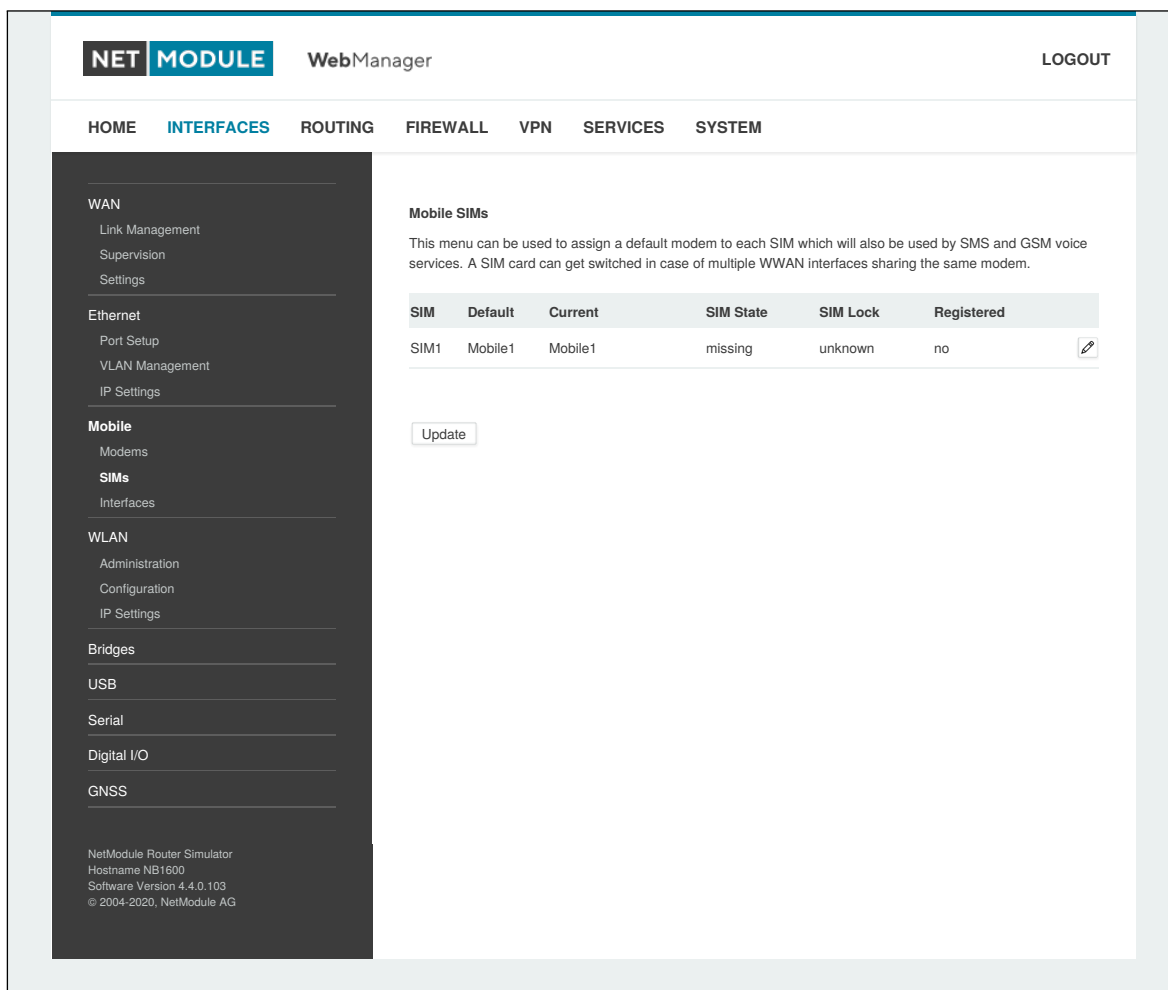 NET MODULE WebManager LOGOUT
HOME INTERFACES ROUTING FIREWALL VPN SERVICES SYSTEM
WAN
Link Management
Supervision
Settings
Ethernet
Port Setup
VLAN Management
IP Settings
Mobile
Modems
SIMs
Interfaces
WLAN
Administration
Configuration
IP Settings
Bridges
USB
Serial
Digital I/O
GNSS
NetModule Router Simulator
Hostname NB1600
Software Version 4.4.0.103
© 2004-2020, NetModule AG
Mobile SIMs
This menu can be used to assign a default modem to each SIM which will also be used by SMS and GSM voice
services. A SIM card can get switched in case of multiple WWAN interfaces sharing the same modem.
SIM Default Current SIM State SIM Lock Registered
SIM1 Mobile1 Mobile1 missing unknown no
Update